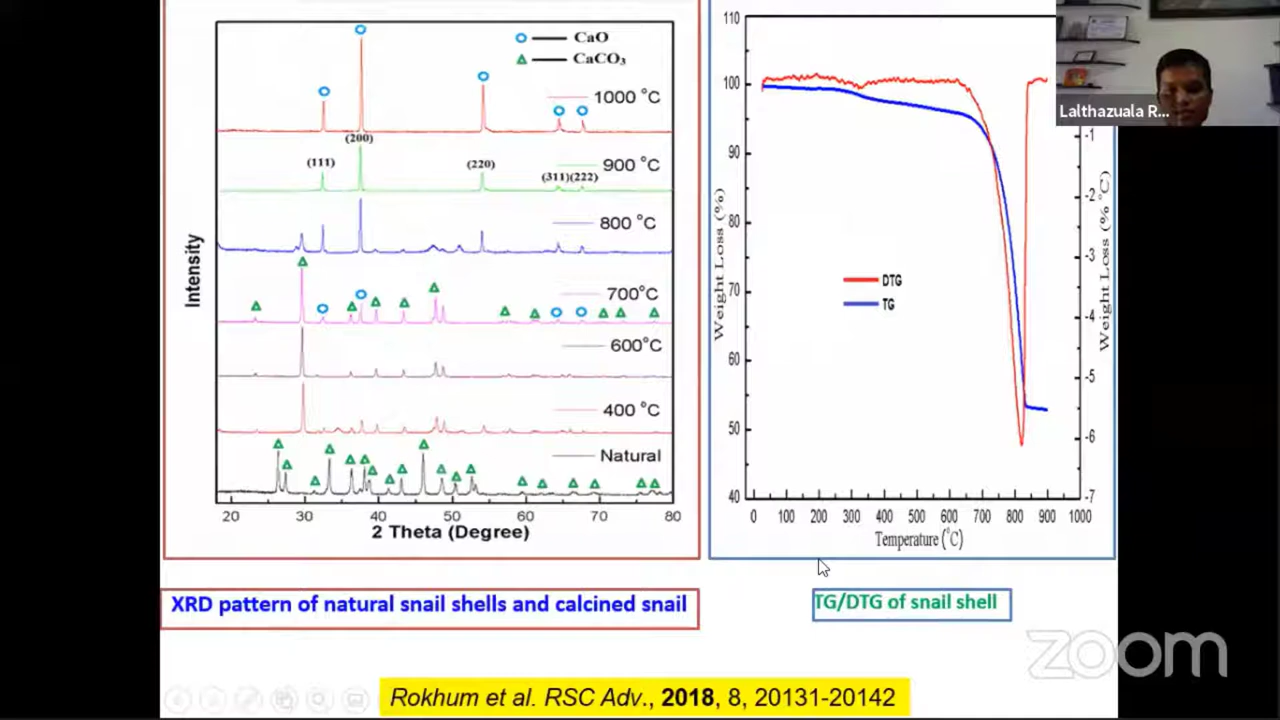 CaO
CaCO₃
1000 °C
(200)
(111)
900 °C
(220)
(311)(222)
800 °C
700°C
600°C
400 °C
Natural
Intensity
20 30 40 50 60 70 80
2 Theta (Degree)
110
100
90
80
70
60
50
40
Weight Loss (%)
DTG
TG
-1
-2
-3
-4
-5
-6
-7
Weight Loss (% °C)
0 100 200 300 400 500 600 700 800 900 1000
Temperature (°C)
Lalthazuala R...
XRD pattern of natural snail shells and calcined snail
TG/DTG of snail shell
zoom
Rokhum et al. RSC Adv., 2018, 8, 20131-20142